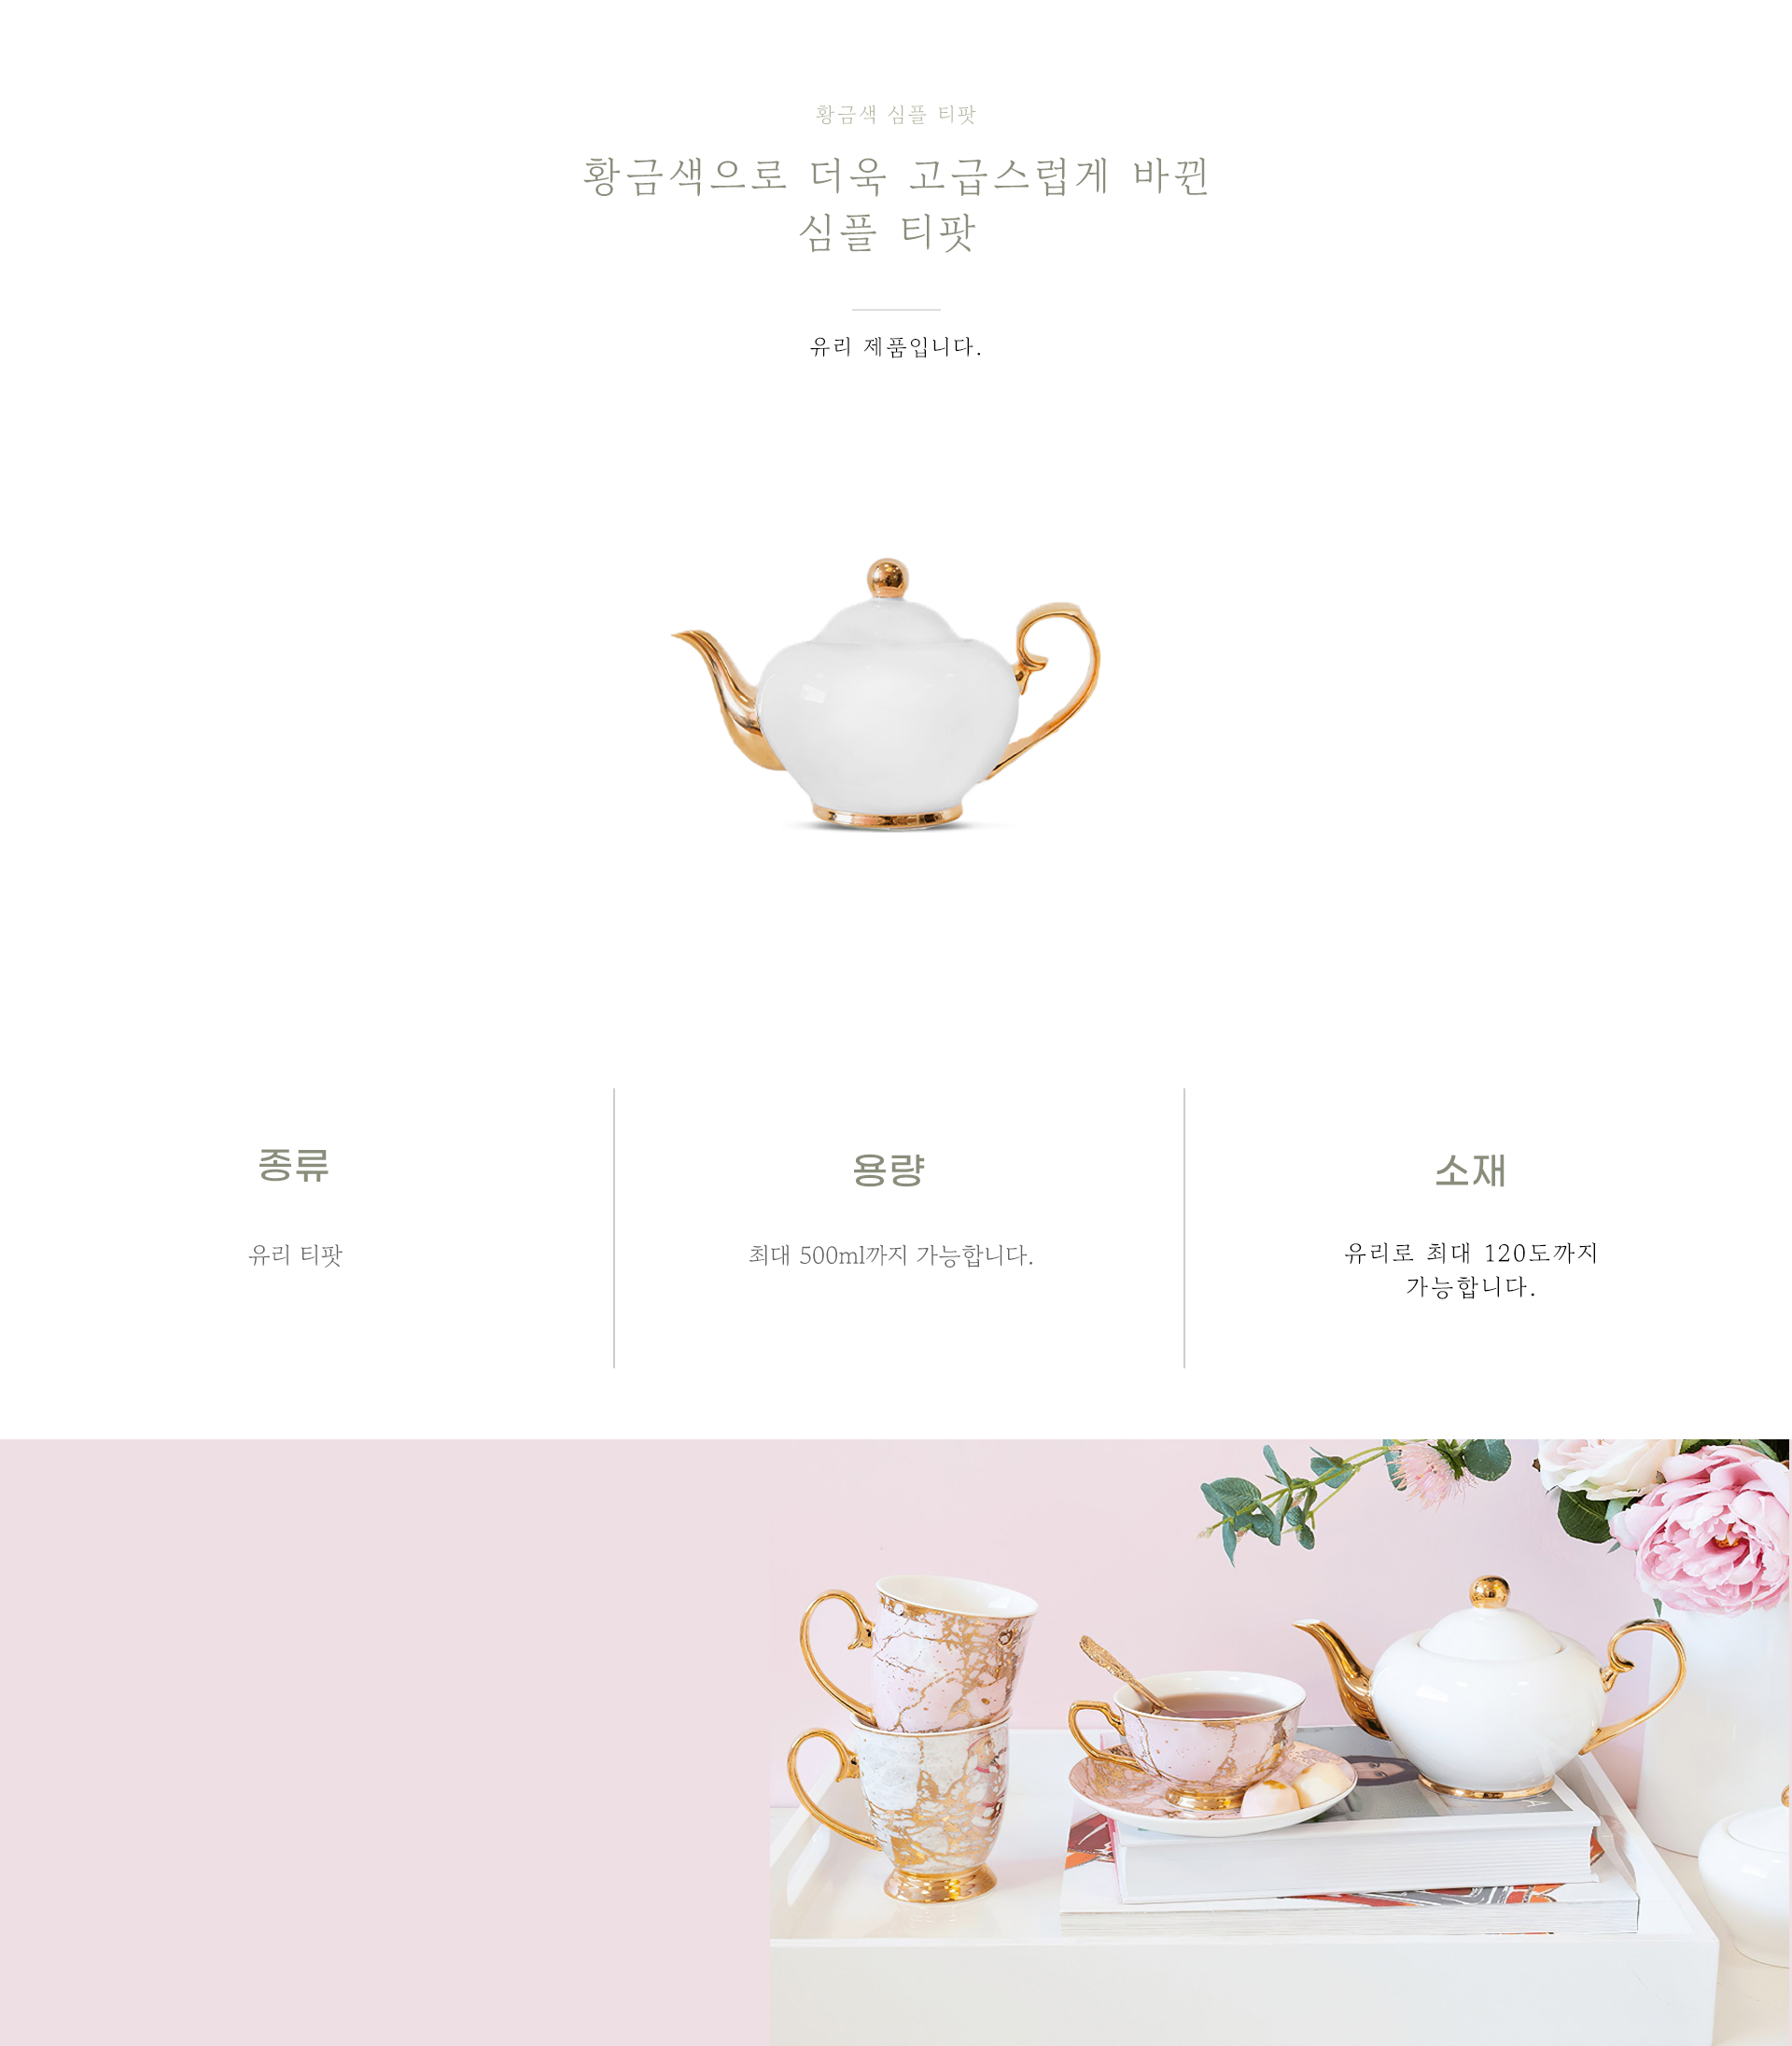 황금색 심플 티팟
황금색으로 더욱 고급스럽게 바뀐
심플 티팟
유리 제품입니다.
종류
유리 티팟
용량
최대 500ml까지 가능합니다.
소재
유리로 최대 120도까지
가능합니다.